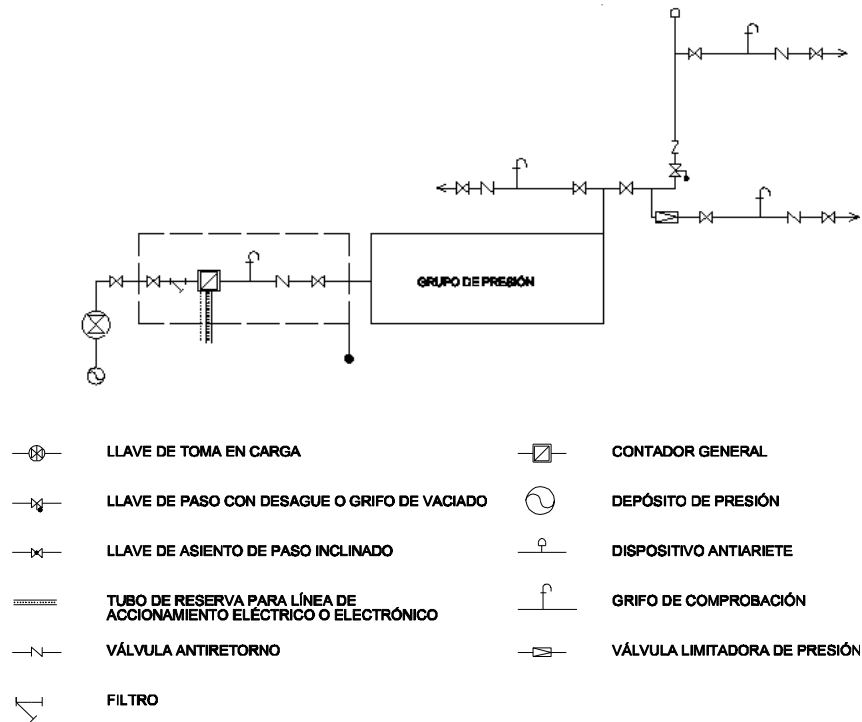 GRUPO DE PRESIÓN
LLAVE DE TOMA EN CARGA
CONTADOR GENERAL
LLAVE DE PASO CON DESAGUE O GRIFO DE VACIADO
DEPÓSITO DE PRESIÓN
LLAVE DE ASIENTO DE PASO INCLINADO
DISPOSITIVO ANTIARIETE
TUBO DE RESERVA PARA LÍNEA DE
ACCIONAMIENTO ELÉCTRICO O ELECTRÓNICO
GRIFO DE COMPROBACIÓN
VÁLVULA ANTIRETORNO
VÁLVULA LIMITADORA DE PRESIÓN
FILTRO